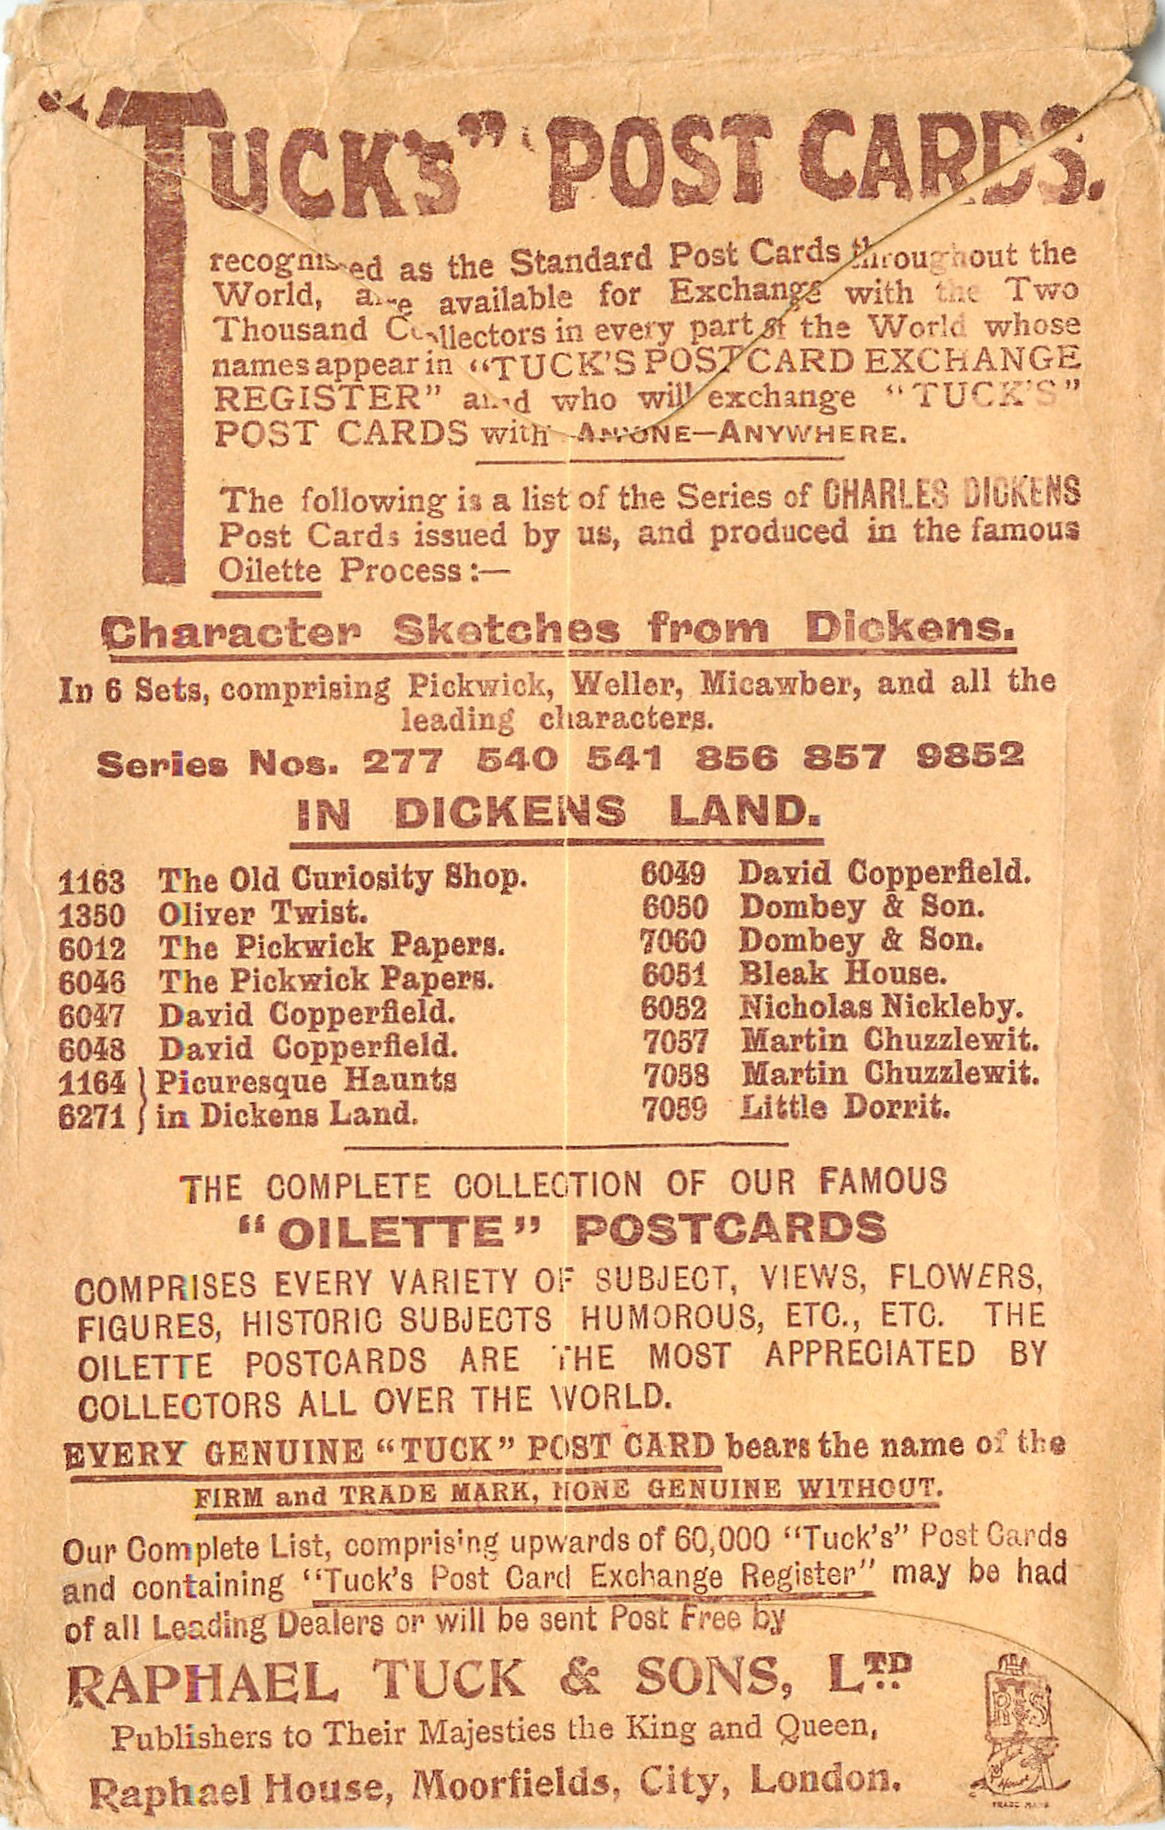 "TUCK'S" POST CARDS.
recognised as the Standard Post Cards throughout the
World, are available for Exchange with the Two
Thousand Collectors in every part of the World whose
names appear in "TUCK'S POST CARD EXCHANGE
REGISTER" and who will exchange "TUCK'S"
POST CARDS with ANYONE—ANYWHERE.
The following is a list of the Series of CHARLES DICKENS
Post Cards issued by us, and produced in the famous
Oilette Process:—
Character Sketches from Dickens.
In 6 Sets, comprising Pickwick, Weller, Micawber, and all the
leading characters.
Series Nos. 277 540 541 856 857 9852
IN DICKENS LAND.
1163 The Old Curiosity Shop.
1350 Oliver Twist.
6012 The Pickwick Papers.
6046 The Pickwick Papers.
6047 David Copperfield.
6048 David Copperfield.
1164 } Picuresque Haunts
6271 } in Dickens Land.
6049 David Copperfield.
6050 Dombey & Son.
7060 Dombey & Son.
6051 Bleak House.
6052 Nicholas Nickleby.
7057 Martin Chuzzlewit.
7058 Martin Chuzzlewit.
7059 Little Dorrit.
THE COMPLETE COLLECTION OF OUR FAMOUS
"OILETTE" POSTCARDS
COMPRISES EVERY VARIETY OF SUBJECT, VIEWS, FLOWERS,
FIGURES, HISTORIC SUBJECTS HUMOROUS, ETC., ETC. THE
OILETTE POSTCARDS ARE THE MOST APPRECIATED BY
COLLECTORS ALL OVER THE WORLD.
EVERY GENUINE "TUCK" POST CARD bears the name of the
FIRM and TRADE MARK, NONE GENUINE WITHOUT.
Our Complete List, comprising upwards of 60,000 "Tuck's" Post Cards
and containing "Tuck's Post Card Exchange Register" may be had
of all Leading Dealers or will be sent Post Free by
RAPHAEL TUCK & SONS, LTD.
Publishers to Their Majesties the King and Queen,
Raphael House, Moorfields, City, London.
R T S
TRADE MARK